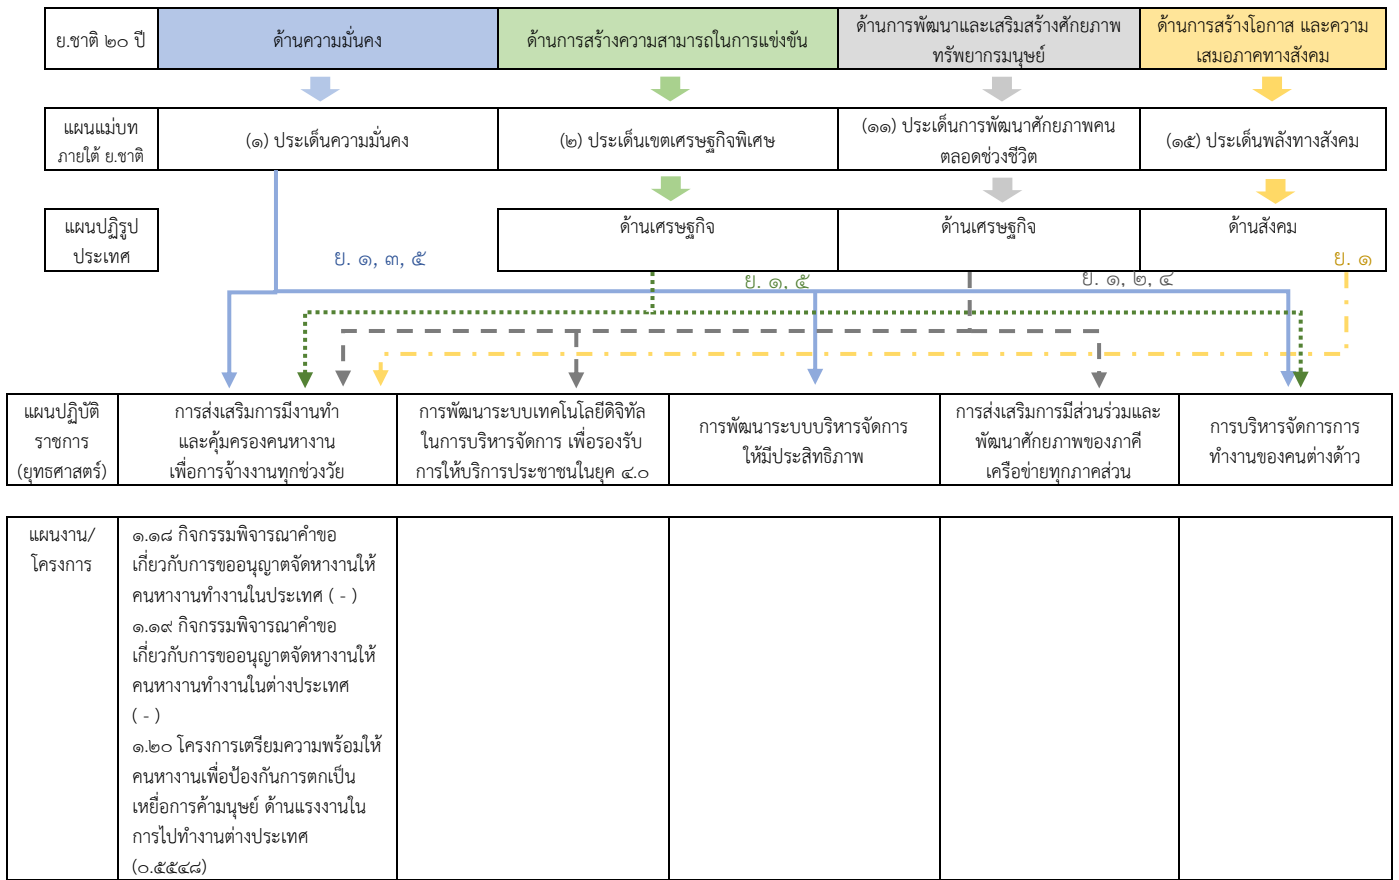 ย.ชาติ ๒๐ ปี
ด้านความมั่นคง
ด้านการสร้างความสามารถในการแข่งขัน
ด้านการพัฒนาและเสริมสร้างศักยภาพ
ทรัพยากรมนุษย์
ด้านการสร้างโอกาส และความ
เสมอภาคทางสังคม
แผนแม่บท
ภายใต้ ย.ชาติ
(๑) ประเด็นความมั่นคง
(๒) ประเด็นเขตเศรษฐกิจพิเศษ
(๑๑) ประเด็นการพัฒนาศักยภาพคน
ตลอดช่วงชีวิต
(๑๕) ประเด็นพลังทางสังคม
แผนปฏิรูป
ประเทศ
ด้านเศรษฐกิจ
ด้านเศรษฐกิจ
ด้านสังคม
ย. ๑, ๓, ๕
ย. ๑, ๕
ย. ๑, ๒, ๔
ย. ๑
แผนปฏิบัติ
ราชการ
(ยุทธศาสตร์)
การส่งเสริมการมีงานทำ
และคุ้มครองคนหางาน
เพื่อการจ้างงานทุกช่วงวัย
การพัฒนาระบบเทคโนโลยีดิจิทัล
ในการบริหารจัดการ เพื่อรองรับ
การให้บริการประชาชนในยุค ๔.๐
การพัฒนาระบบบริหารจัดการ
ให้มีประสิทธิภาพ
การส่งเสริมการมีส่วนร่วมและ
พัฒนาศักยภาพของภาคี
เครือข่ายทุกภาคส่วน
การบริหารจัดการการ
ทำงานของคนต่างด้าว
แผนงาน/
โครงการ
๑.๑๘ กิจกรรมพิจารณาคำขอ
เกี่ยวกับการขออนุญาตจัดหางานให้
คนหางานทำงานในประเทศ ( - )
๑.๑๙ กิจกรรมพิจารณาคำขอ
เกี่ยวกับการขออนุญาตจัดหางานให้
คนหางานทำงานในต่างประเทศ
( - )
๑.๒๐ โครงการเตรียมความพร้อมให้
คนหางานเพื่อป้องกันการตกเป็น
เหยื่อการค้ามนุษย์ ด้านแรงงานใน
การไปทำงานต่างประเทศ
(๐.๕๕๔๘)